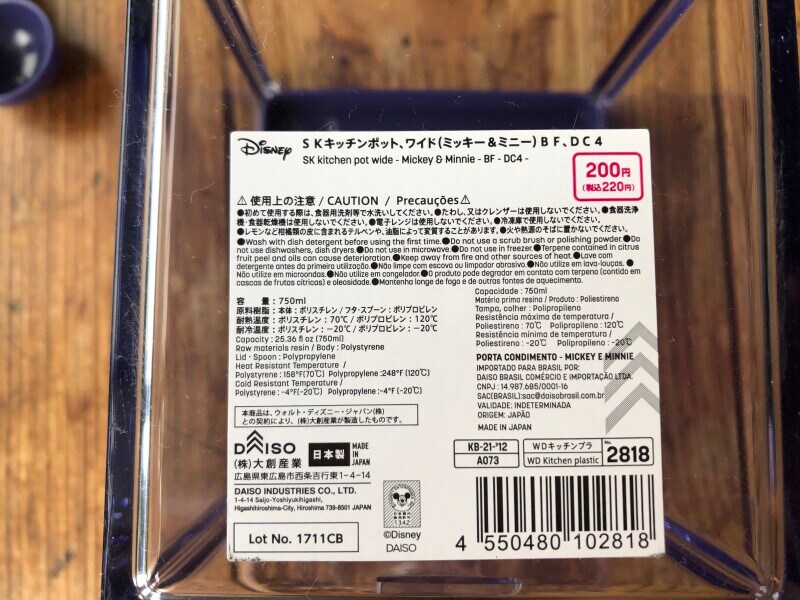 Disney
ＳＫキッチンポット、ワイド(ミッキー＆ミニー)ＢＦ、ＤＣ４
SK kitchen pot wide - Mickey & Minnie - BF - DC4 -
200円
(税込220円)
⚠使用上の注意 / CAUTION / Precauções⚠
●初めて使用する際は、食器用洗剤等で水洗いしてください。●たわし、又はクレンザーは使用しないでください。●食器洗浄
機・食器乾燥機は使用しないでください。●電子レンジは使用しないでください。●冷凍庫で使用しないでください。
●レモンなど柑橘類の皮に含まれるテルペンや、油脂によって変質することがあります。●火や熱源のそばに置かないでください。
●Wash with dish detergent before using the first time.●Do not use a scrub brush or polishing powder.●Do
not use dishwashers, dish dryers.●Do not use in microwave.●Do not use in freezer.●Terpene contained in citrus
fruit peel and oils can cause deterioration.●Keep away from fire and other sources of heat.●Lave com
detergente antes da primeira utilização.●Não limpe com escova ou limpador abrasivo.●Não utilize em lava-louças.●
Não utilize em microondas.●Não utilize em congelador●O produto pode degradar em contato com terpeno (contido em
cascas de frutas cítricas) e oleosidade.●Mantenha longe de fogo e de outras fontes de aquecimento.
容　量：750ml
原料樹脂：本体：ポリスチレン / フタ・スプーン：ポリプロピレン
耐熱温度：ポリスチレン：70℃ / ポリプロピレン：120℃
耐冷温度：ポリスチレン：－20℃ / ポリプロピレン：－20℃
Capacity : 25.36 fl oz (750ml)
Raw materials resin / Body : Polystyrene
Lid・Spoon : Polypropylene
Heat Resistant Temperature /
Polystyrene : 158°F(70℃) Polypropylene :248°F (120℃)
Cold Resistant Temperature /
Polystyrene :-4°F(-20℃) Polypropylene:-4°F (-20℃)
Capacidade : 750ml
Matéria prima resina / Produto : Poliestireno
Tampa, colher : Polipropileno
Resistência máxima de temperatura /
Poliestireno : 70℃ Polipropileno : 120℃
Resistência mínima de temperatura /
Poliestireno : -20℃ Polipropileno : -20℃
PORTA CONDIMENTO - MICKEY E MINNIE
IMPORTADO PARA BRASIL POR:
DAISO BRASIL COMÉRCIO E IMPORTAÇÃO LTDA.
CNPJ : 14.987.685/0001-16
SAC(BRASIL):sac@daisobrasil.com.br
VALIDADE: INDETERMINADA
ORIGEM: JAPÃO
MADE IN JAPAN
本商品は、ウォルト・ディズニー・ジャパン(株)
との契約により、(株)大創産業が製造したものです。
DAISO
(株)大創産業
日本製
MADE
IN
JAPAN
広島県東広島市西条吉行東1-4-14
DAISO INDUSTRIES CO., LTD.
1-4-14 Saijo-Yoshiyukihigashi,
Higashihiroshima-City, Hiroshima 739-8501 JAPAN
Lot No. 1711CB
1342
©Disney
DAISO
KB-21-'12
A073
WDキッチンプラ
WD Kitchen plastic
No. 2818
4 550480 102818